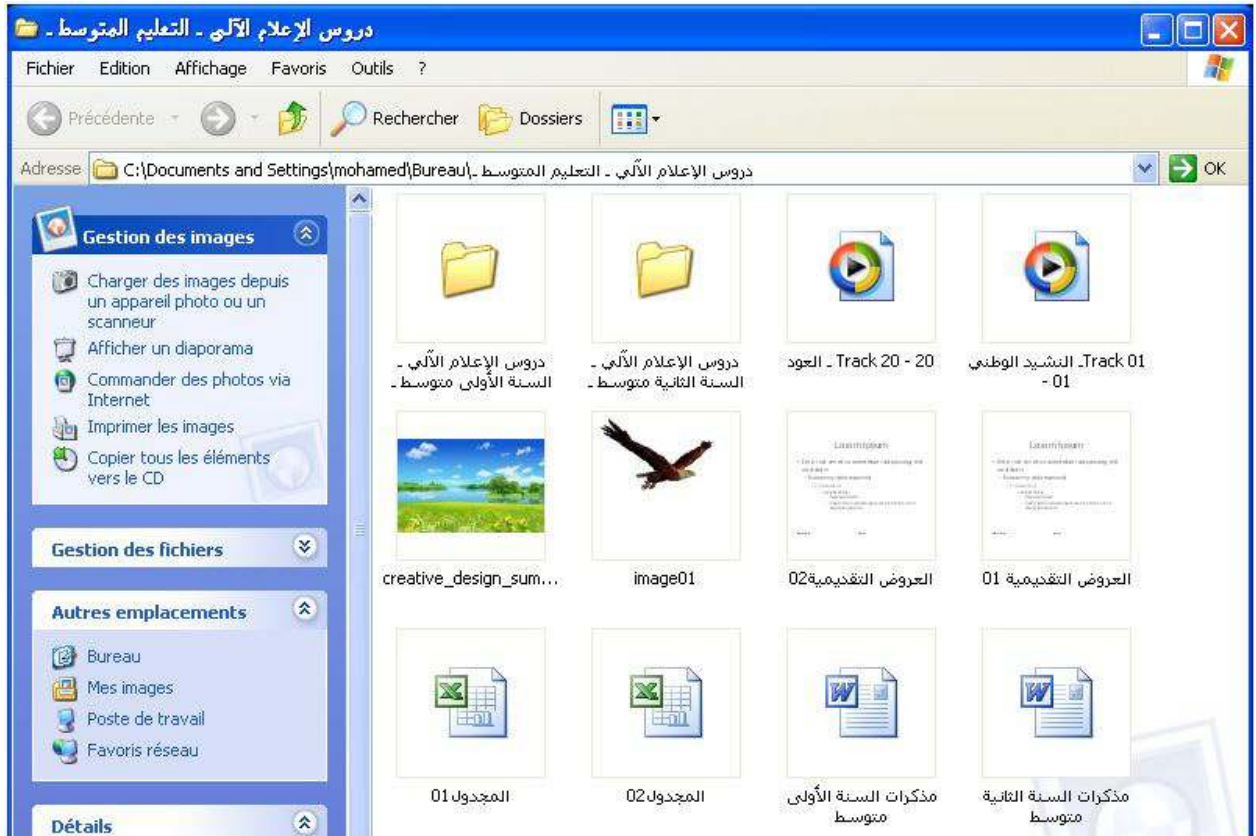 دروس الإعلام الآلي ـ التعليم المتوسط ـ
Fichier Edition Affichage Favoris Outils ?
Précédente Rechercher Dossiers
Adresse C:\Documents and Settings\mohamed\Bureau\دروس الإعلام الآلي ـ التعليم المتوسط ـ OK
Gestion des images
Charger des images depuis
un appareil photo ou un
scanneur
Afficher un diaporama
Commander des photos via
Internet
Imprimer les images
Copier tous les éléments
vers le CD
Gestion des fichiers
Autres emplacements
Bureau
Mes images
Poste de travail
Favoris réseau
Détails
دروس الإعلام الآلي ـ
السنة الأولى متوسط ـ
دروس الإعلام الآلي ـ
السنة الثانية متوسط ـ
20 - Track 20 ـ العود
Track 01ـ النشيد الوطني
- 01
creative_design_sum...
image01
Lorem Ipsum
العروض التقديمية02
Lorem Ipsum
العروض التقديمية 01
المجدول01
المجدول02
مذكرات السنة الأولى
متوسط
مذكرات السنة الثانية
متوسط